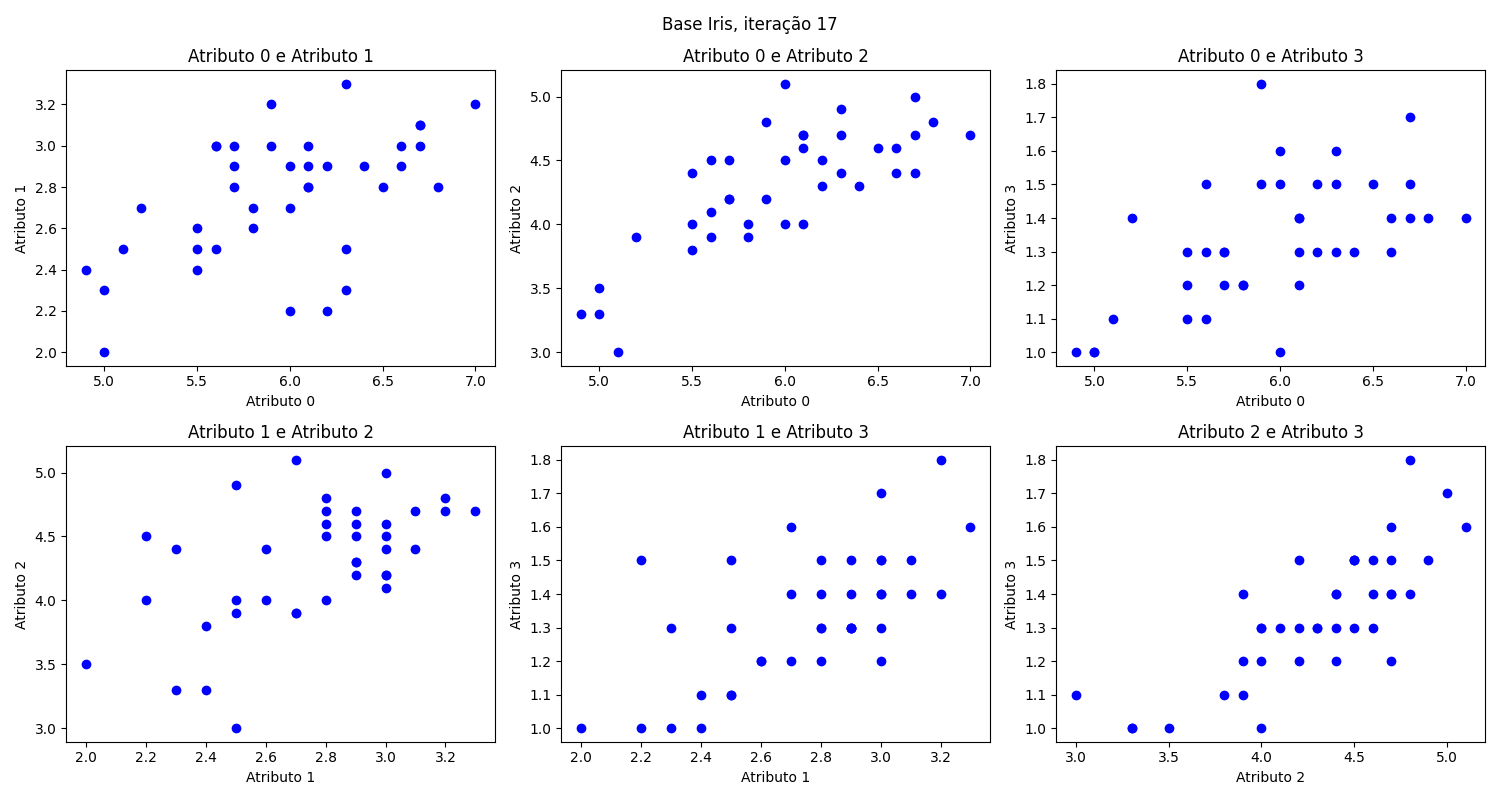 Base Iris, iteração 17
Atributo 0 e Atributo 1
Atributo 1
3.2
3.0
2.8
2.6
2.4
2.2
2.0
5.0 5.5 6.0 6.5 7.0
Atributo 0
Atributo 0 e Atributo 2
Atributo 2
5.0
4.5
4.0
3.5
3.0
5.0 5.5 6.0 6.5 7.0
Atributo 0
Atributo 0 e Atributo 3
Atributo 3
1.8
1.7
1.6
1.5
1.4
1.3
1.2
1.1
1.0
5.0 5.5 6.0 6.5 7.0
Atributo 0
Atributo 1 e Atributo 2
Atributo 2
5.0
4.5
4.0
3.5
3.0
2.0 2.2 2.4 2.6 2.8 3.0 3.2
Atributo 1
Atributo 1 e Atributo 3
Atributo 3
1.8
1.7
1.6
1.5
1.4
1.3
1.2
1.1
1.0
2.0 2.2 2.4 2.6 2.8 3.0 3.2
Atributo 1
Atributo 2 e Atributo 3
Atributo 3
1.8
1.7
1.6
1.5
1.4
1.3
1.2
1.1
1.0
3.0 3.5 4.0 4.5 5.0
Atributo 2